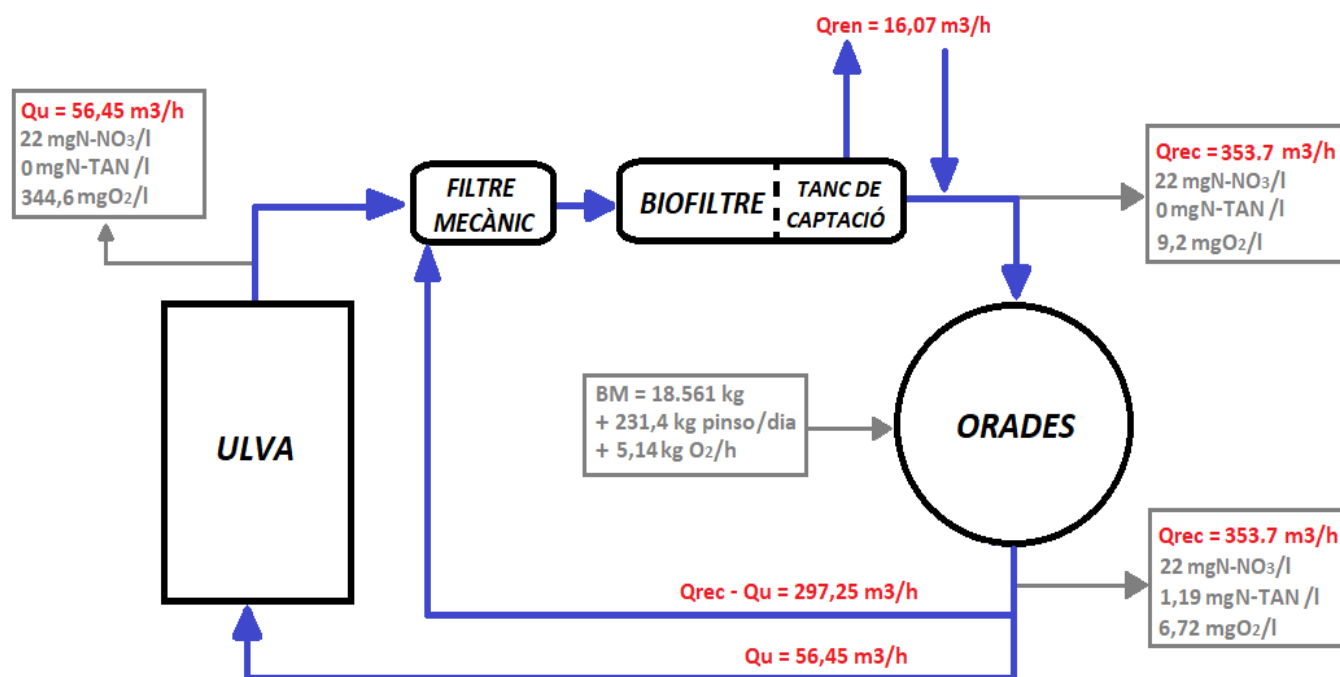 Qren = 16,07 m3/h
Qu = 56,45 m3/h
22 mgN-NO3/l
0 mgN-TAN /l
344,6 mgO2/l
FILTRE
MECÀNIC
BIOFILTRE
TANC DE
CAPTACIÓ
Qrec = 353.7 m3/h
22 mgN-NO3/l
0 mgN-TAN /l
9,2 mgO2/l
BM = 18.561 kg
+ 231,4 kg pinso/dia
+ 5,14 kg O2/h
ORADES
ULVA
Qrec = 353.7 m3/h
22 mgN-NO3/l
1,19 mgN-TAN /l
6,72 mgO2/l
Qrec - Qu = 297,25 m3/h
Qu = 56,45 m3/h